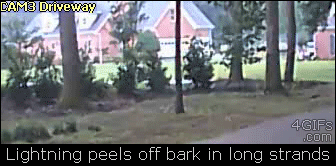 CAM3 Driveway
4GIFs
.com
Lightning peels off bark in long strands